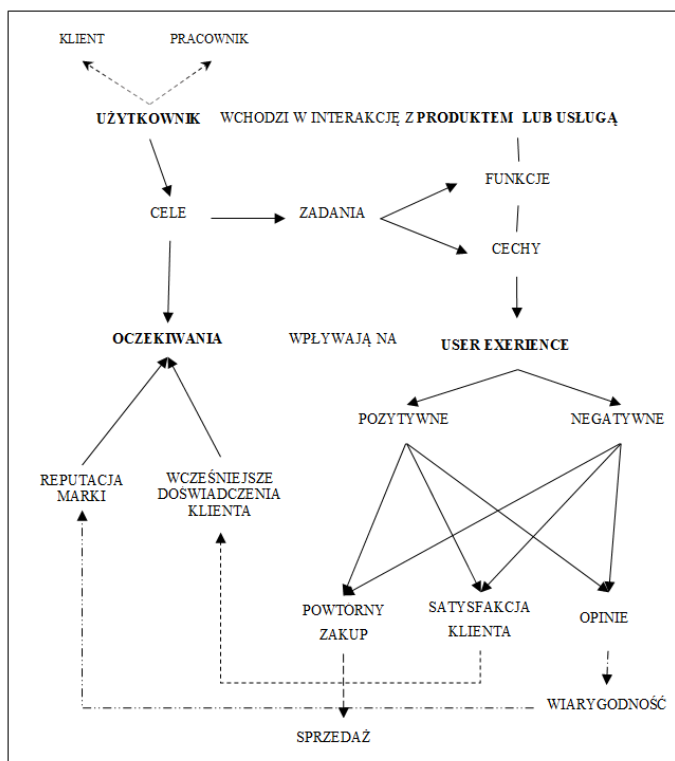 KLIENT
PRACOWNIK
UŻYTKOWNIK WCHODZI W INTERAKCJĘ Z PRODUKTEM LUB USŁUGĄ
FUNKCJE
CELE
ZADANIA
CECHY
OCZEKIWANIA
WPŁYWAJĄ NA
USER EXERIENCE
POZYTYWNE
NEGATYWNE
REPUTACJA
MARKI
WCZEŚNIEJSZE
DOŚWIADCZENIA
KLIENTA
POWTORNY
ZAKUP
SATYSFAKCJA
KLIENTA
OPINIE
WIARYGODNOŚĆ
SPRZEDAŻ